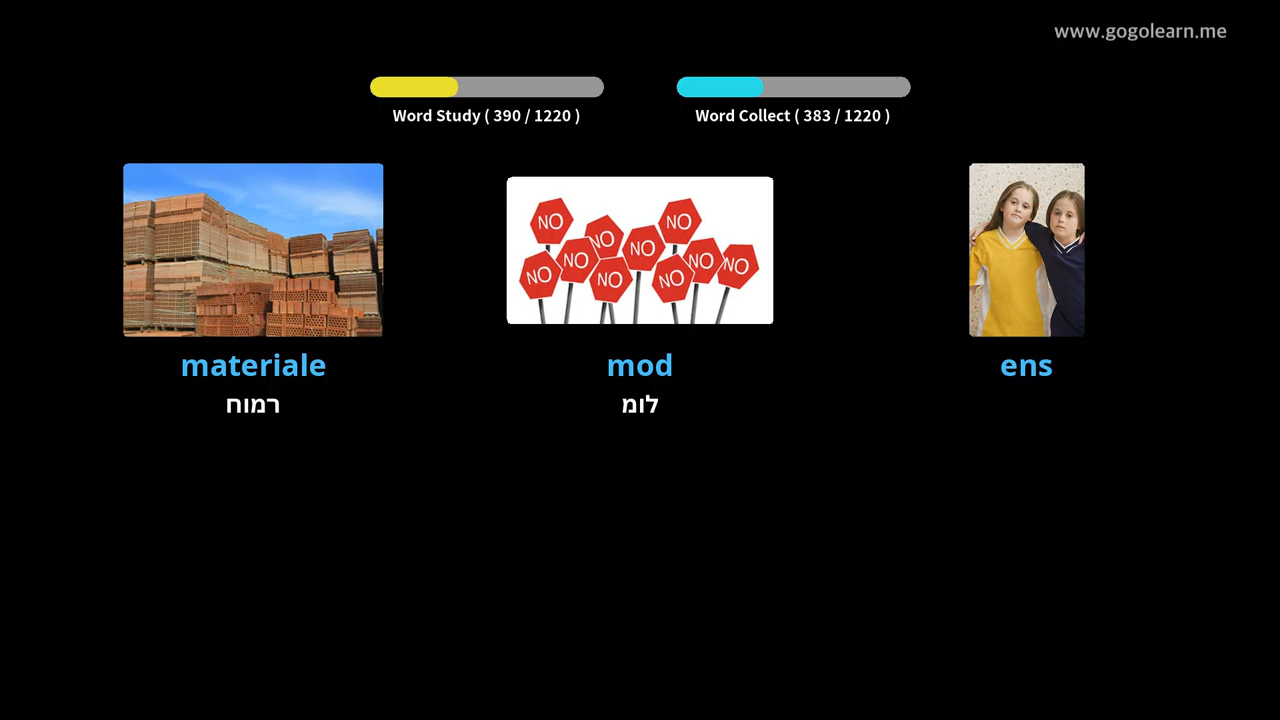 www.gogolearn.me
Word Study ( 390 / 1220 )
Word Collect ( 383 / 1220 )
NO
NO
NO
NO
NO
NO
NO
NO
NO
NO
materiale
mod
ens
רמוח
לומ